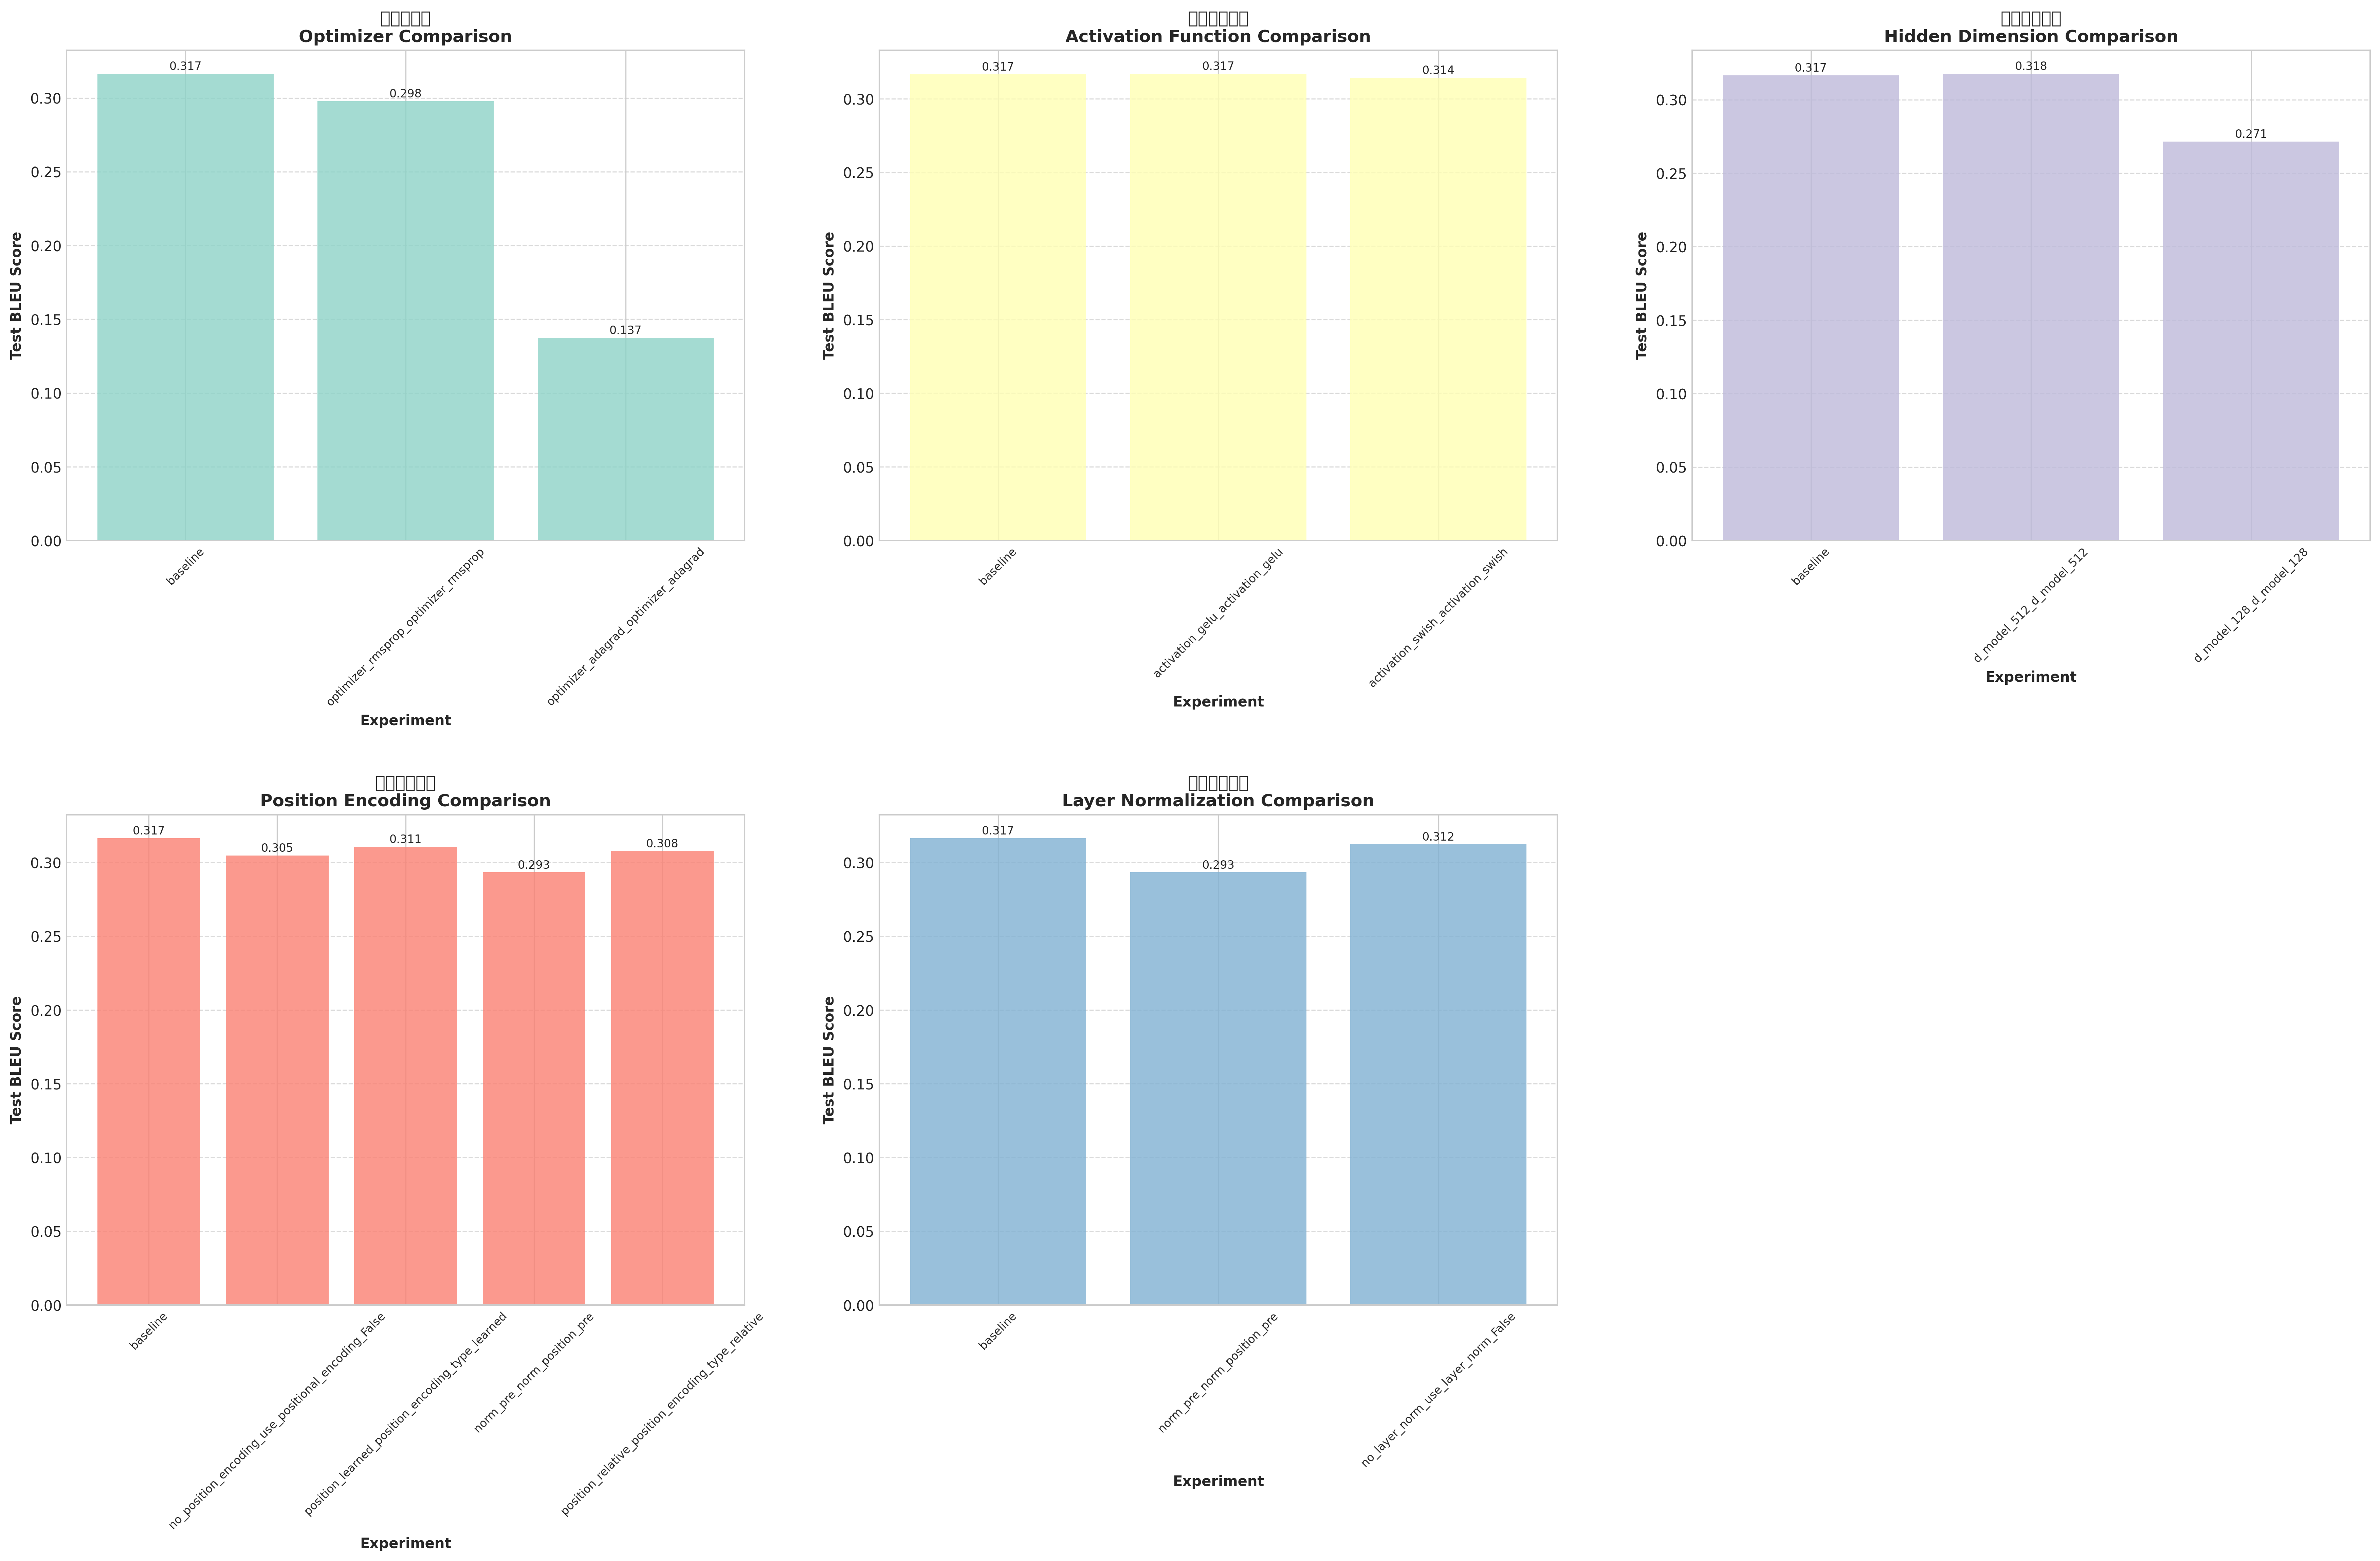 Optimizer Comparison
0.317
0.298
0.137
0.30
0.25
0.20
0.15
0.10
0.05
0.00
Test BLEU Score
baseline
optimizer_rmsprop_optimizer_rmsprop
optimizer_adagrad_optimizer_adagrad
Experiment
Activation Function Comparison
0.317
0.317
0.314
0.30
0.25
0.20
0.15
0.10
0.05
0.00
Test BLEU Score
baseline
activation_gelu_activation_gelu
activation_swish_activation_swish
Experiment
Hidden Dimension Comparison
0.317
0.318
0.271
0.30
0.25
0.20
0.15
0.10
0.05
0.00
Test BLEU Score
baseline
d_model_512_d_model_512
d_model_128_d_model_128
Experiment
Position Encoding Comparison
0.317
0.305
0.311
0.293
0.308
0.30
0.25
0.20
0.15
0.10
0.05
0.00
Test BLEU Score
baseline
no_position_encoding_use_positional_encoding_False
position_learned_position_encoding_type_learned
norm_pre_norm_position_pre
position_relative_position_encoding_type_relative
Experiment
Layer Normalization Comparison
0.317
0.293
0.312
0.30
0.25
0.20
0.15
0.10
0.05
0.00
Test BLEU Score
baseline
norm_pre_norm_position_pre
no_layer_norm_use_layer_norm_False
Experiment